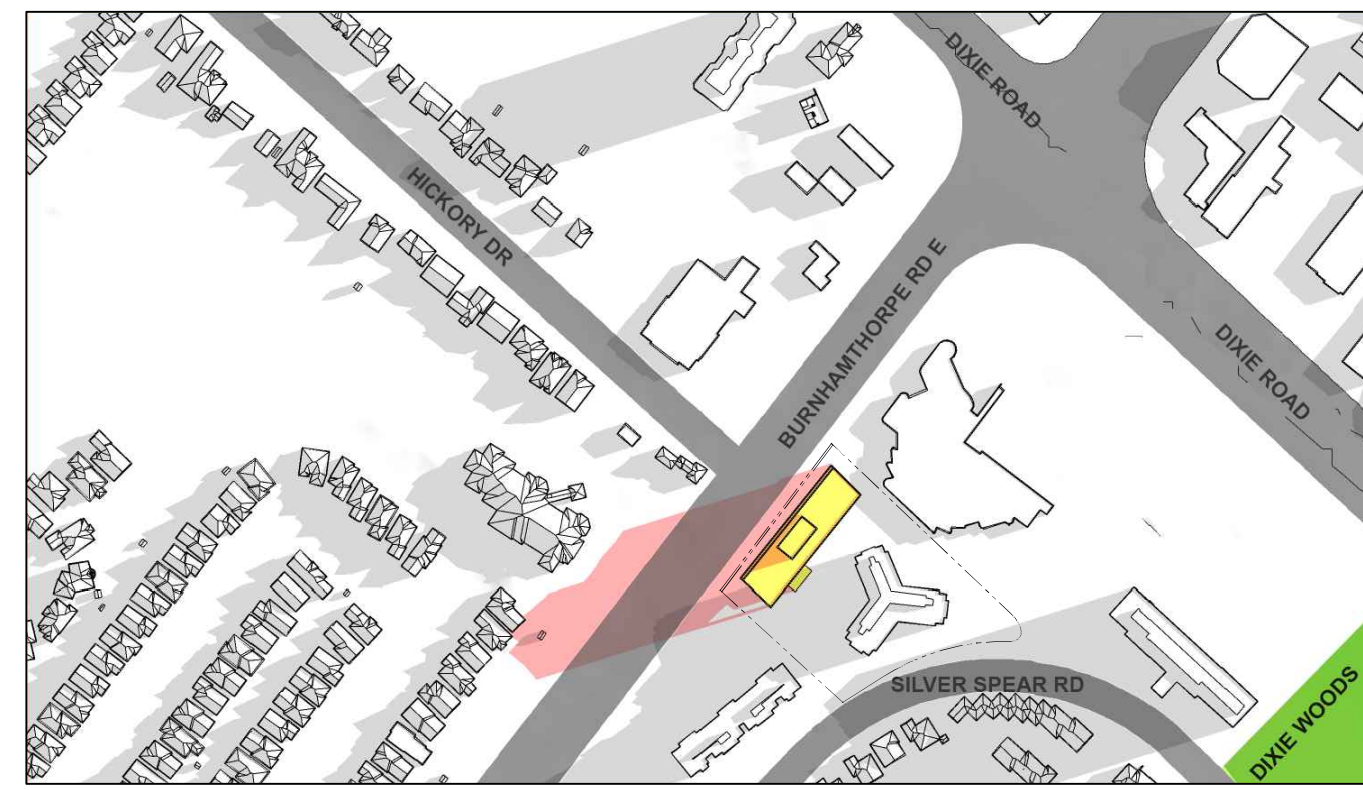 DIXIE ROAD
HICKORY DR
BURNHAMTHORPE RD E
DIXIE ROAD
SILVER SPEAR RD
DIXIE WOODS